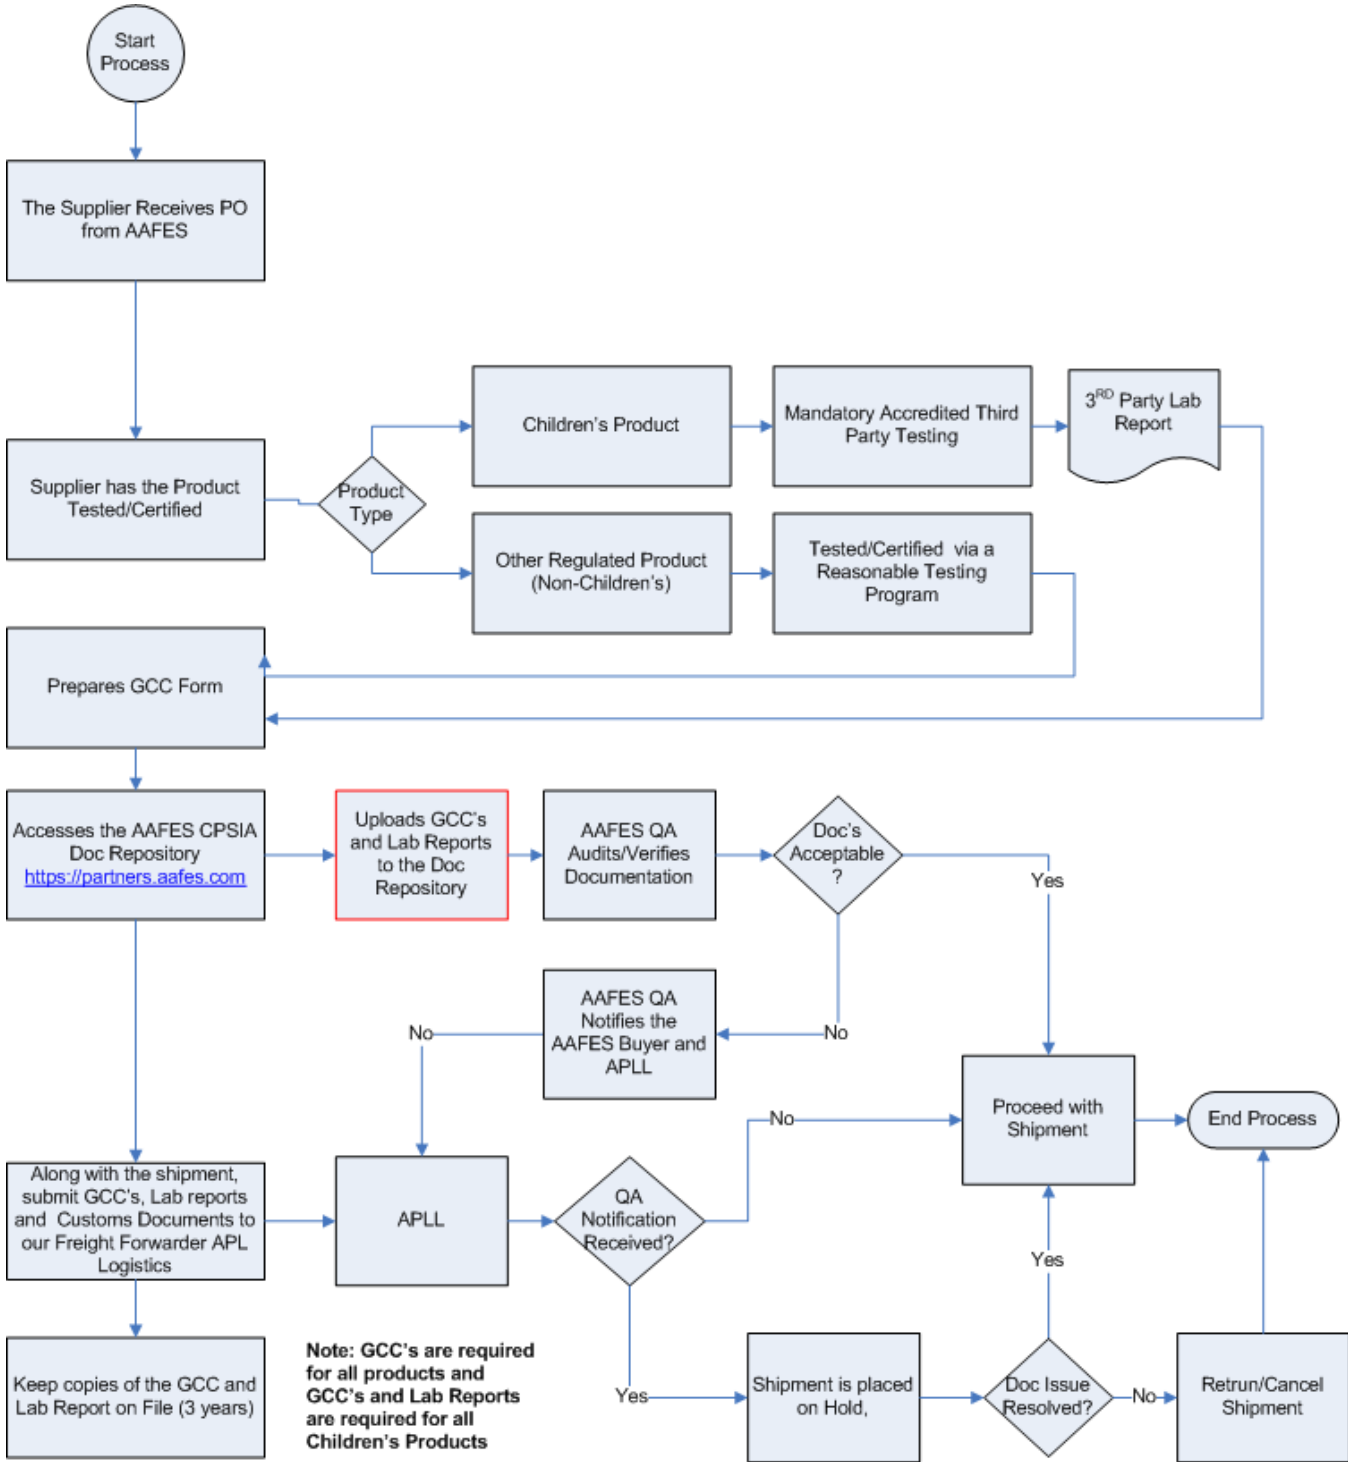 Start
Process
The Supplier Receives PO
from AAFES
Supplier has the Product
Tested/Certified
Product
Type
Children's Product
Mandatory Accredited Third
Party Testing
3RD Party Lab
Report
Other Regulated Product
(Non-Children's)
Tested/Certified via a
Reasonable Testing
Program
Prepares GCC Form
Accesses the AAFES CPSIA
Doc Repository
https://partners.aafes.com
Uploads GCC's
and Lab Reports
to the Doc
Repository
AAFES QA
Audits/Verifies
Documentation
Doc's
Acceptable
?
Yes
No
AAFES QA
Notifies the
AAFES Buyer and
APLL
No
Along with the shipment,
submit GCC's, Lab reports
and Customs Documents to
our Freight Forwarder APL
Logistics
APLL
QA
Notification
Received?
No
Proceed with
Shipment
End Process
Yes
Yes
Shipment is placed
on Hold,
Doc Issue
Resolved?
No
Retrun/Cancel
Shipment
Keep copies of the GCC and
Lab Report on File (3 years)
Note: GCC's are required
for all products and
GCC's and Lab Reports
are required for all
Children's Products